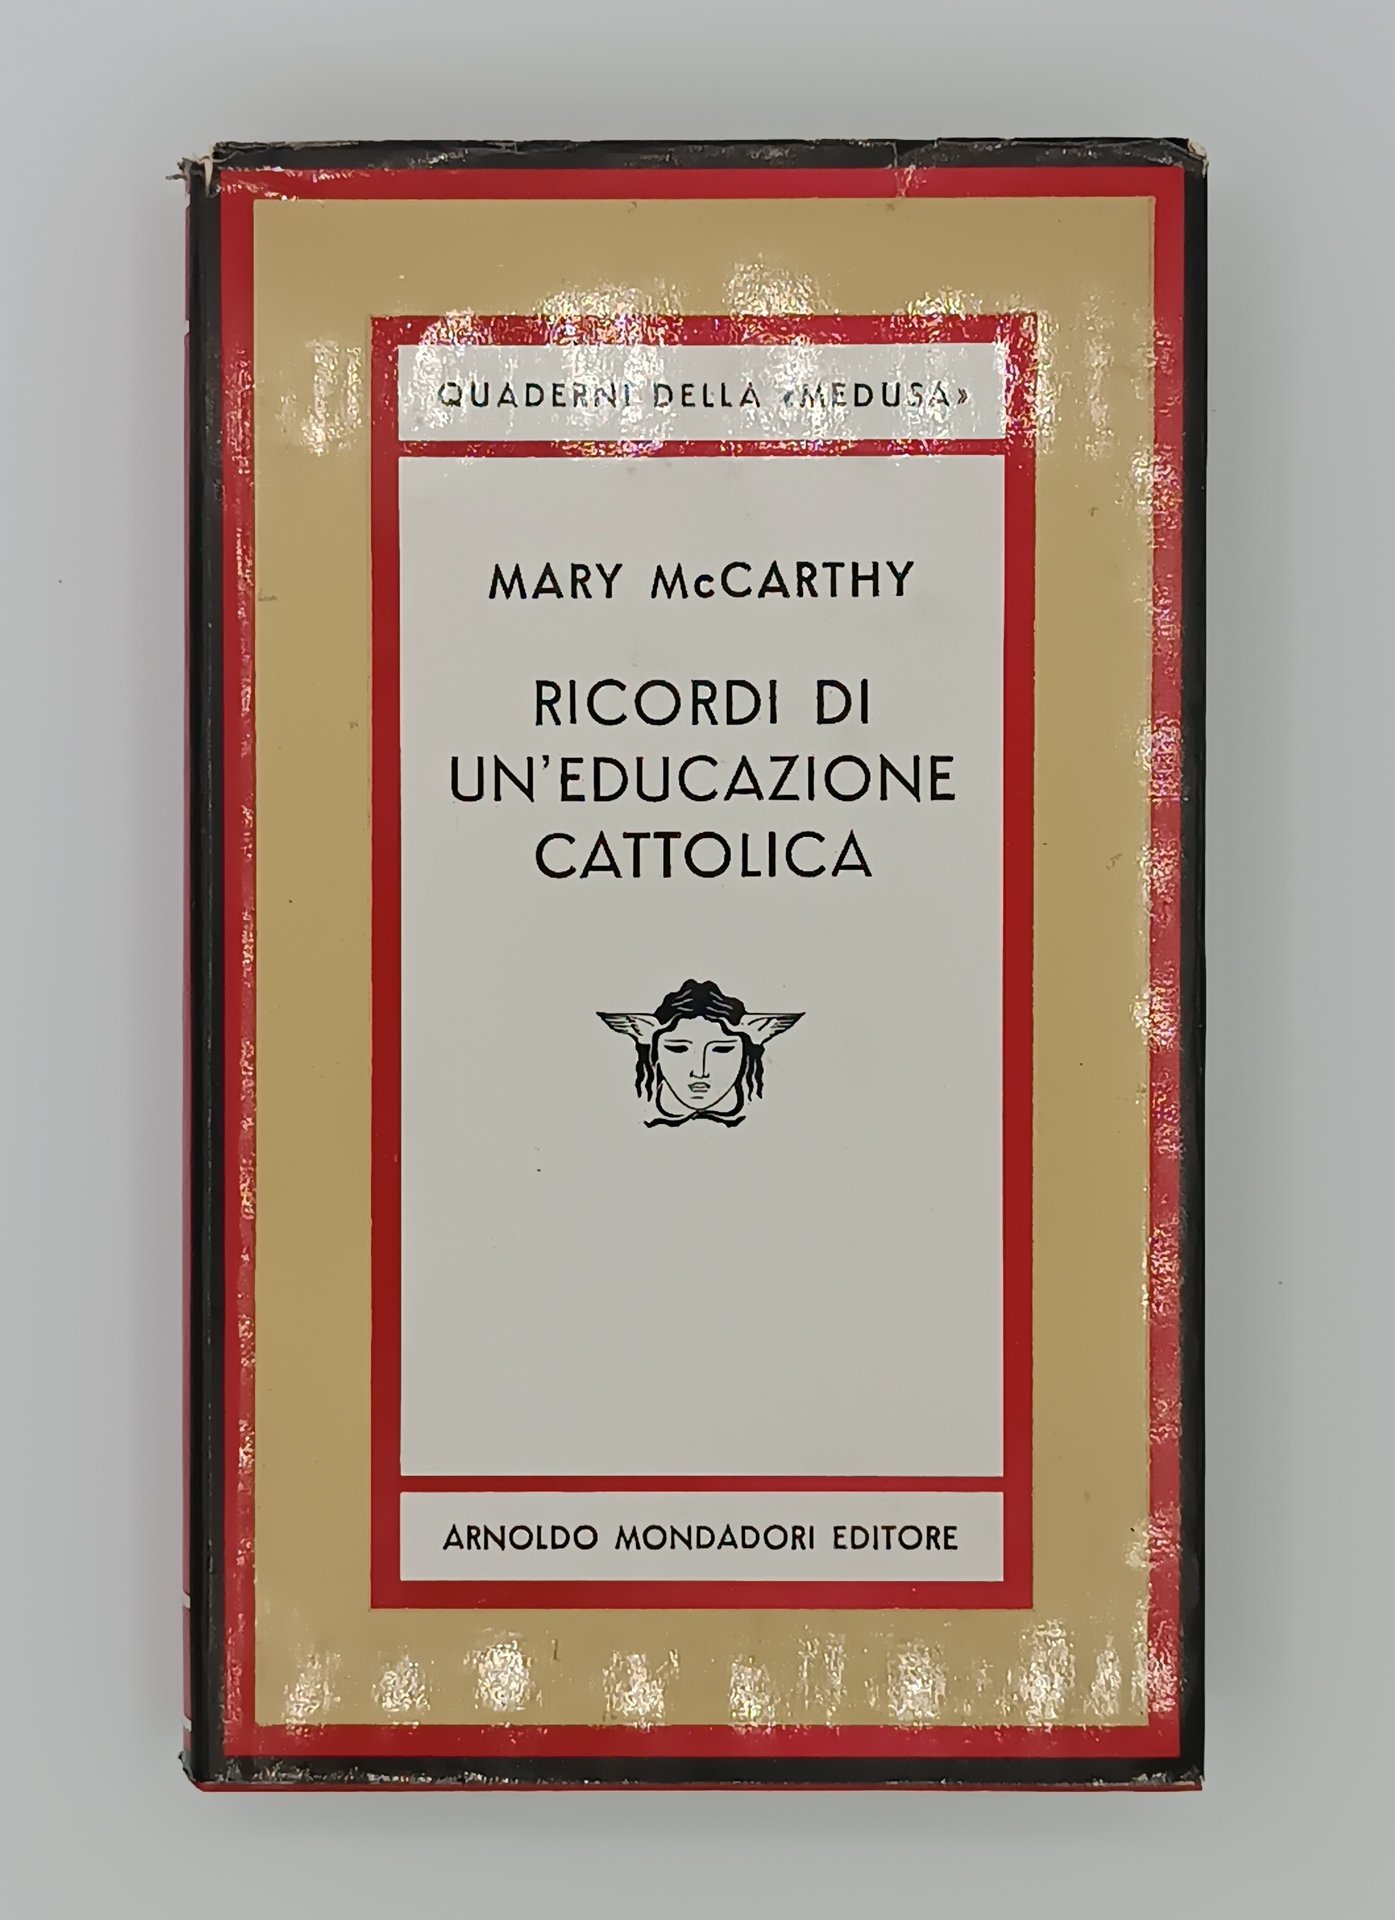 QUADERNI DELLA «MEDUSA»
MARY McCARTHY
RICORDI DI
UN'EDUCAZIONE
CATTOLICA
ARNOLDO MONDADORI EDITORE